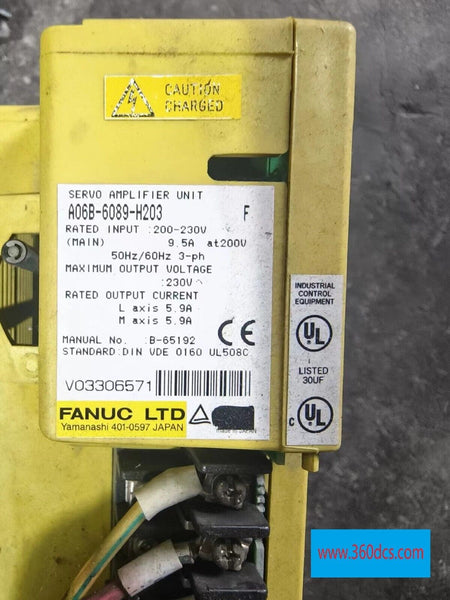 CAUTION
CHARGED
SERVO AMPLIFIER UNIT
A06B-6089-H203 F
RATED INPUT :200-230V
(MAIN) 9.5A at200V
50Hz/60Hz 3-ph
MAXIMUM OUTPUT VOLTAGE
:230V
RATED OUTPUT CURRENT
L axis 5.9A
M axis 5.9A
MANUAL No. :B-65192
STANDARD:DIN VDE 0160 UL508C
CE
V03306571
FANUC LTD
Yamanashi 401-0597 JAPAN
made in JAPAN
INDUSTRIAL
CONTROL
EQUIPMENT
UL
LISTED
30UF
C UL
www.360dcs.com